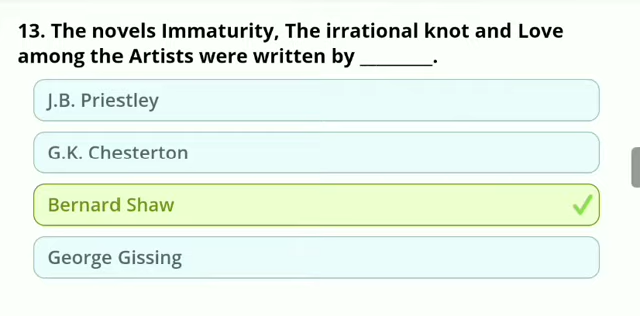 13. The novels Immaturity, The irrational knot and Love
among the Artists were written by ________.
J.B. Priestley
G.K. Chesterton
Bernard Shaw
George Gissing